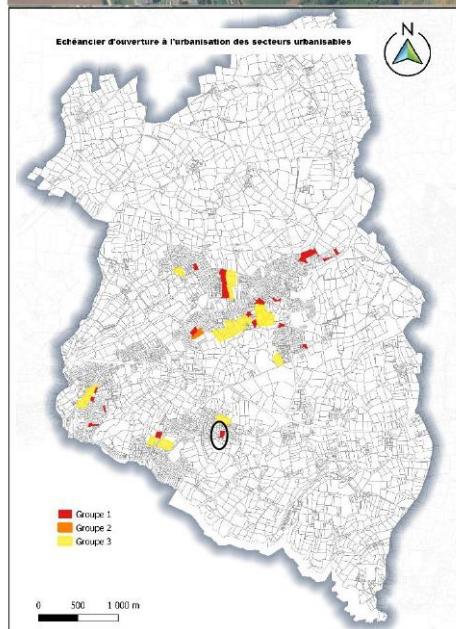 Echéancier d'ouverture à l'urbanisation des secteurs urbanisables
N
Groupe 1
Groupe 2
Groupe 3
0 500 1 000 m